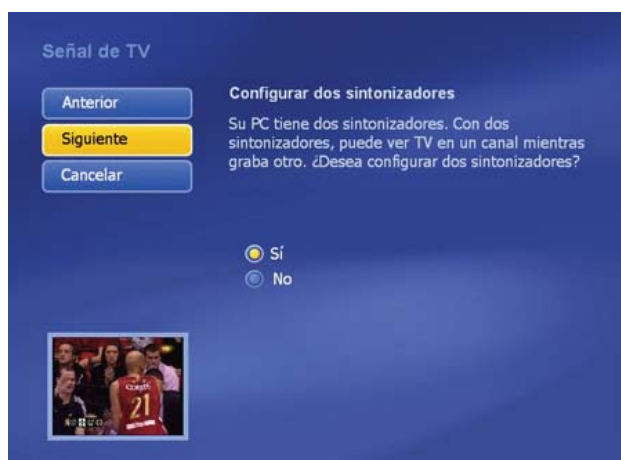 Señal de TV
Anterior
Siguiente
Cancelar
Configurar dos sintonizadores
Su PC tiene dos sintonizadores. Con dos
sintonizadores, puede ver TV en un canal mientras
graba otro. ¿Desea configurar dos sintonizadores?
Sí
No
21